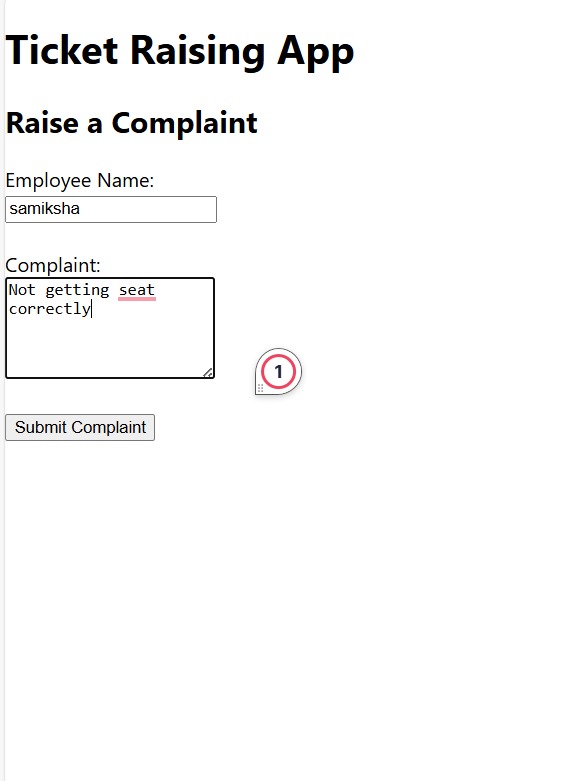 Ticket Raising App
Raise a Complaint
Employee Name:
samiksha
Complaint:
Not getting seat
correctly
1
Submit Complaint